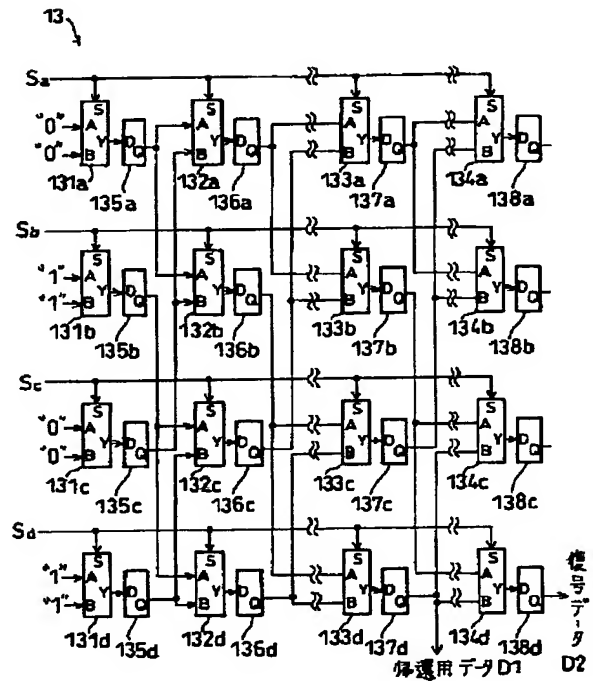 13
Sa
"0" A S Y D Q A S Y D Q A S Y D Q A S Y D Q
"0" B B B B
131a 135a 132a 136a 133a 137a 134a 138a
Sb
"1" A S Y D Q A S Y D Q A S Y D Q A S Y D Q
"1" B B B B
131b 135b 132b 136b 133b 137b 134b 138b
Sc
"0" A S Y D Q A S Y D Q A S Y D Q A S Y D Q
"0" B B B B
131c 135c 132c 136c 133c 137c 134c 138c
Sd
"1" A S Y D Q A S Y D Q A S Y D Q A S Y D Q
"1" B B B B
131d 135d 132d 136d 133d 137d 134d 138d
帰還用データD1
復号データD2